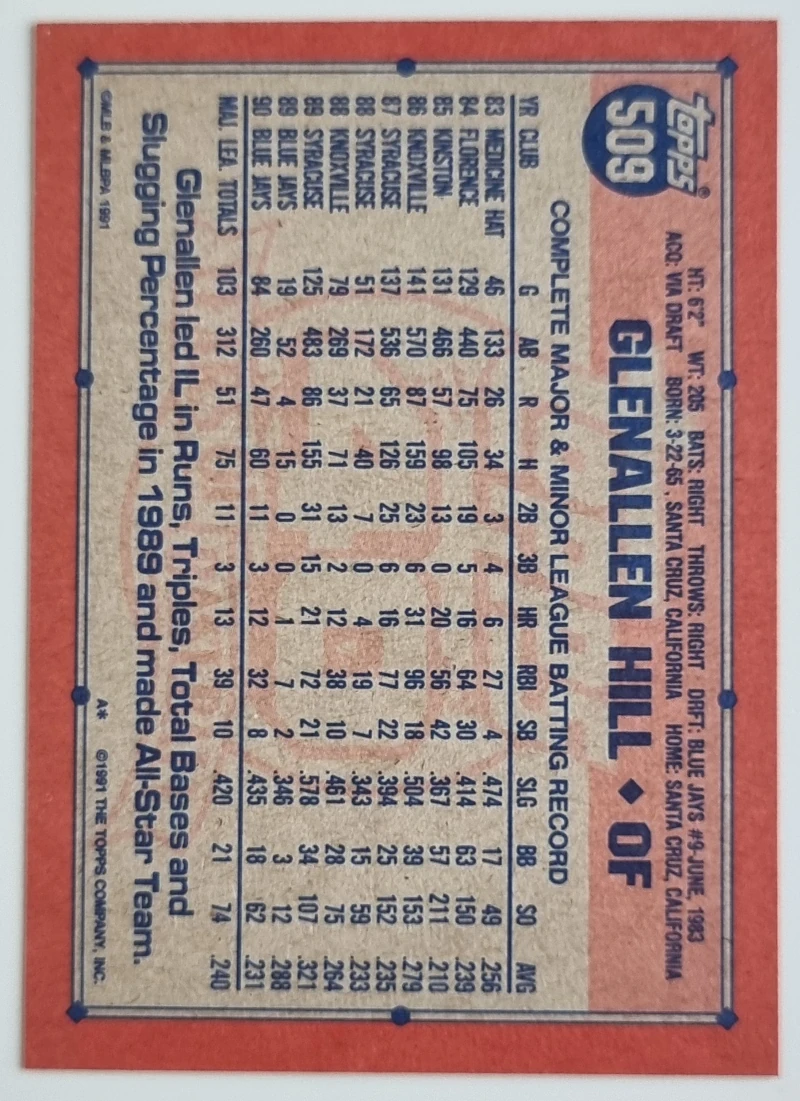 topps®
509
HT: 6'2" WT: 205 BATS: RIGHT THROWS: RIGHT DRFT: BLUE JAYS #9-JUNE, 1983
ACQ: VIA DRAFT BORN: 3-22-65, SANTA CRUZ, CALIFORNIA HOME: SANTA CRUZ, CALIFORNIA
GLENALLEN HILL ◆ OF
COMPLETE MAJOR & MINOR LEAGUE BATTING RECORD
YR CLUB G AB R H 2B 3B HR RBI SB SLG BB SO AVG
83 MEDICINE HAT 46 133 26 34 3 4 6 27 4 .474 17 49 .256
84 FLORENCE 129 440 75 105 19 5 16 64 30 .414 63 150 .239
85 KINSTON 131 466 57 98 13 0 20 56 42 .367 57 211 .210
86 KNOXVILLE 141 570 87 159 23 6 31 96 18 .504 39 153 .279
87 SYRACUSE 137 536 65 126 25 6 16 77 22 .394 25 152 .235
88 SYRACUSE 51 172 21 40 7 0 4 19 7 .343 15 59 .233
88 KNOXVILLE 79 269 37 71 13 2 12 38 10 .461 28 75 .264
89 SYRACUSE 125 483 86 155 31 15 21 72 21 .578 34 107 .321
89 BLUE JAYS 19 52 4 15 0 0 1 7 2 .346 3 12 .288
90 BLUE JAYS 84 260 47 60 11 3 12 32 8 .435 18 62 .231
MAJ. LEA. TOTALS 103 312 51 75 11 3 13 39 10 .420 21 74 .240
Glenallen led IL in Runs, Triples, Total Bases and
Slugging Percentage in 1989 and made All-Star Team.
©MLB & MLBPA 1991 A* ©1991 THE TOPPS COMPANY, INC.